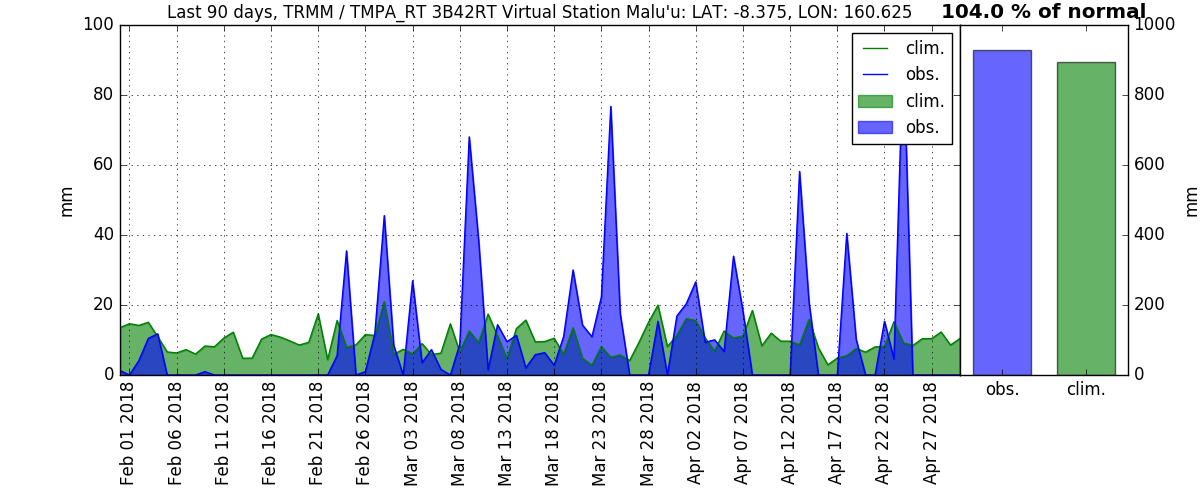 Last 90 days, TRMM / TMPA_RT 3B42RT Virtual Station Malu'u: LAT: -8.375, LON: 160.625
104.0 % of normal
100
80
60
40
20
0
mm
clim.
obs.
clim.
obs.
1000
800
600
400
200
0
mm
obs.
clim.
Feb 01 2018
Feb 06 2018
Feb 11 2018
Feb 16 2018
Feb 21 2018
Feb 26 2018
Mar 03 2018
Mar 08 2018
Mar 13 2018
Mar 18 2018
Mar 23 2018
Mar 28 2018
Apr 02 2018
Apr 07 2018
Apr 12 2018
Apr 17 2018
Apr 22 2018
Apr 27 2018